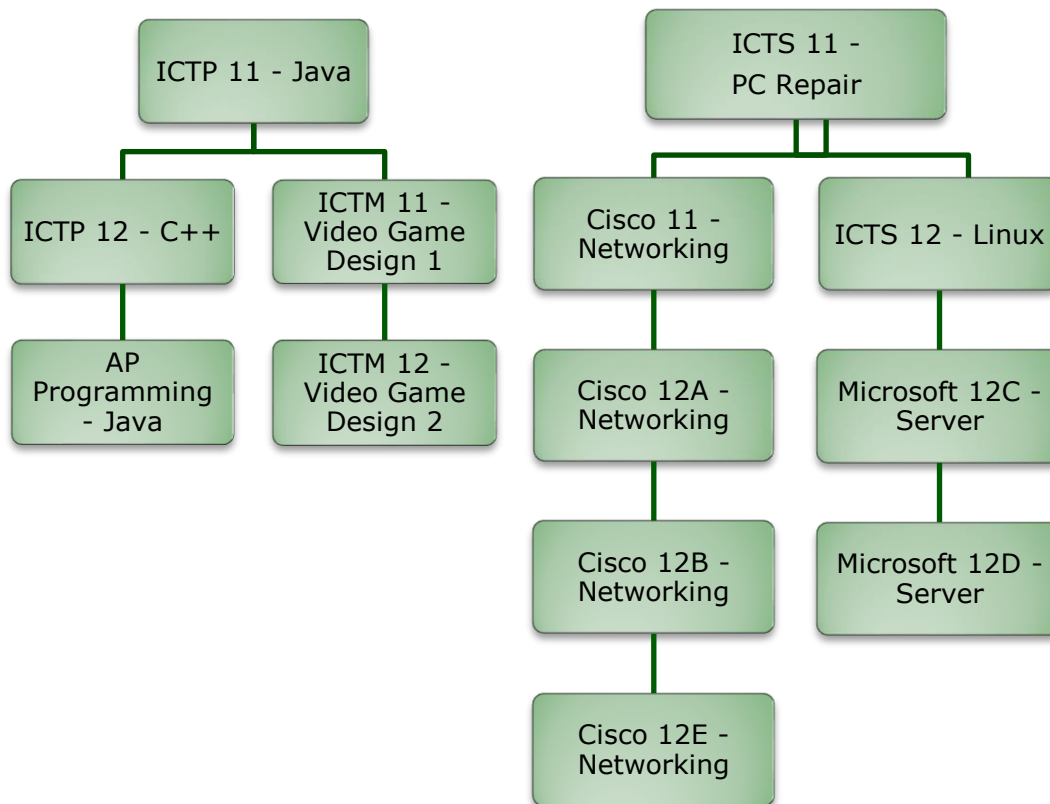 ICTP 11 - Java
ICTS 11 -
PC Repair
ICTP 12 - C++
ICTM 11 -
Video Game
Design 1
Cisco 11 -
Networking
ICTS 12 - Linux
AP
Programming
- Java
ICTM 12 -
Video Game
Design 2
Cisco 12A -
Networking
Microsoft 12C -
Server
Cisco 12B -
Networking
Microsoft 12D -
Server
Cisco 12E -
Networking